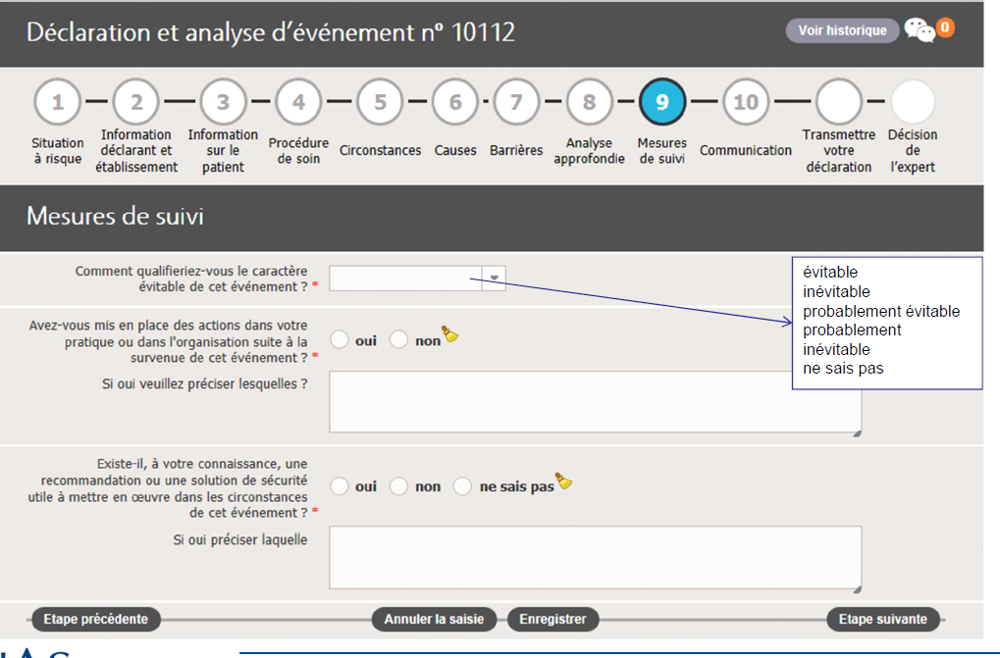 Déclaration et analyse d'événement n° 10112
Voir historique
0
1
2
3
4
5
6
7
8
9
10
Situation
à risque
Information
déclarant et
établissement
Information
sur le
patient
Procédure
de soin
Circonstances
Causes
Barrières
Analyse
approfondie
Mesures
de suivi
Communication
Transmettre
votre
déclaration
Décision
de
l'expert
Mesures de suivi
Comment qualifieriez-vous le caractère
évitable de cet événement ? *
évitable
inévitable
probablement évitable
probablement
inévitable
ne sais pas
Avez-vous mis en place des actions dans votre
pratique ou dans l'organisation suite à la
survenue de cet événement ? *
oui non
Si oui veuillez préciser lesquelles ?
Existe-il, à votre connaissance, une
recommandation ou une solution de sécurité
utile à mettre en œuvre dans les circonstances
de cet événement ? *
oui non ne sais pas
Si oui préciser laquelle
Etape précédente
Annuler la saisie
Enregistrer
Etape suivante